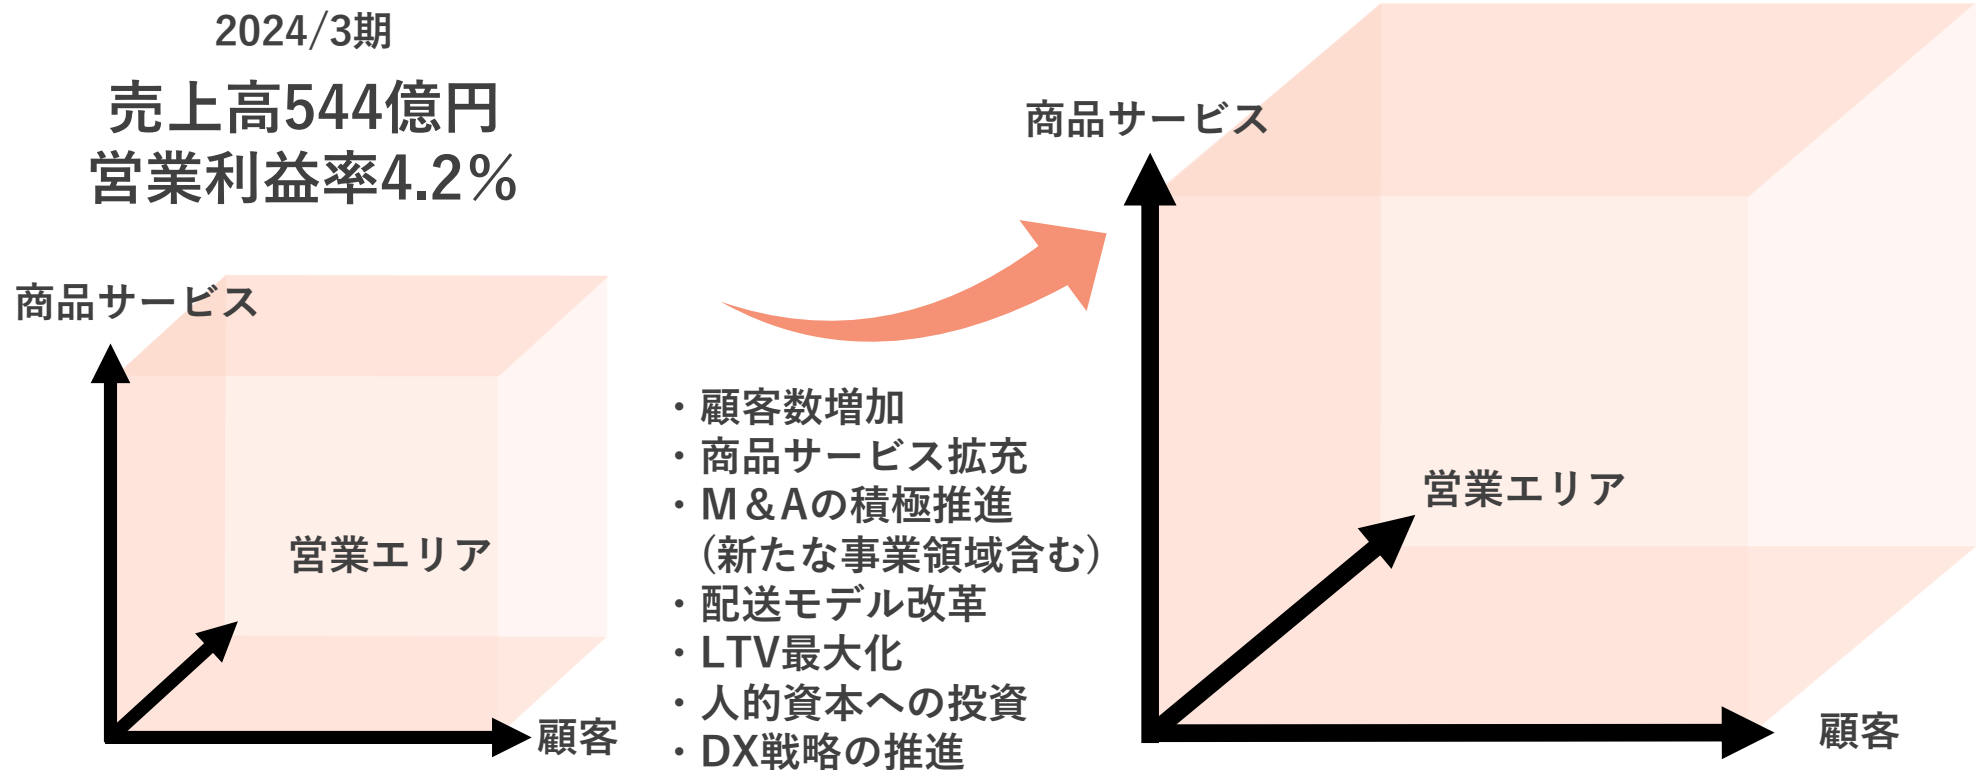 2024/3期
売上高544億円
営業利益率4.2%
商品サービス
営業エリア
顧客
・顧客数増加
・商品サービス拡充
・M＆Aの積極推進
(新たな事業領域含む)
・配送モデル改革
・LTV最大化
・人的資本への投資
・DX戦略の推進
商品サービス
営業エリア
顧客